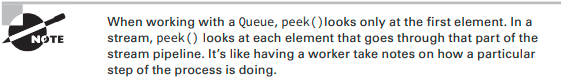 When working with a Queue, peek()looks only at the first element. In a
stream, peek() looks at each element that goes through that part of the
stream pipeline. It's like having a worker take notes on how a particular
step of the process is doing.
NOTE